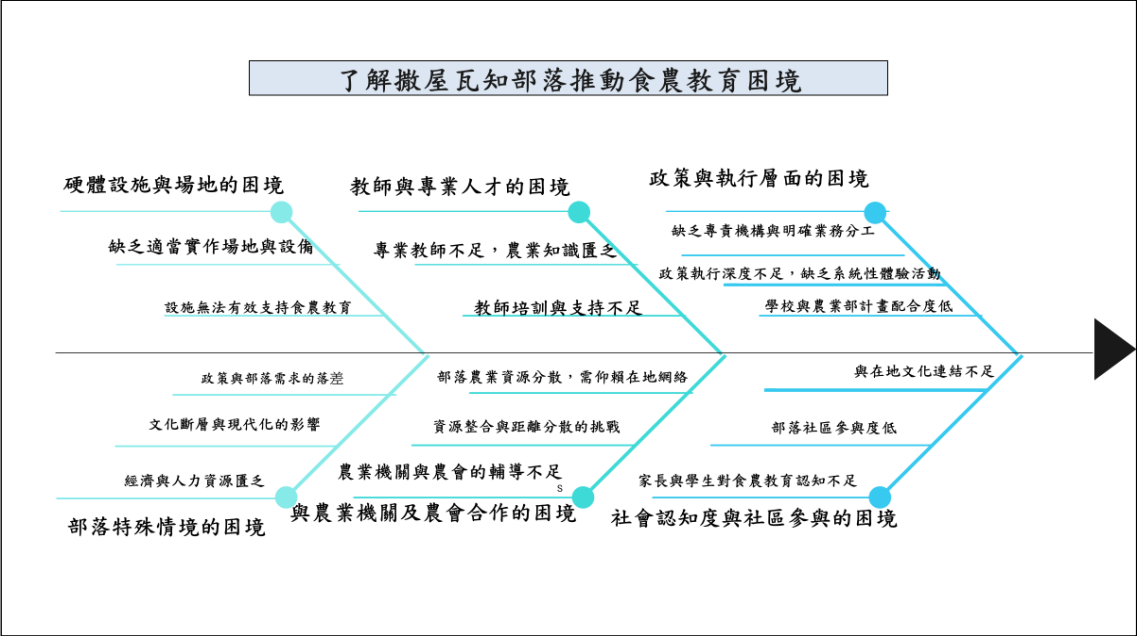 了解撒屋瓦知部落推動食農教育困境
硬體設施與場地的困境
缺乏適當實作場地與設備
設施無法有效支持食農教育
教師與專業人才的困境
專業教師不足，農業知識匱乏
教師培訓與支持不足
政策與執行層面的困境
缺乏專責機構與明確業務分工
政策執行深度不足，缺乏系統性體驗活動
學校與農業部計畫配合度低
政策與部落需求的落差
文化斷層與現代化的影響
經濟與人力資源匱乏
部落特殊情境的困境
部落農業資源分散，需仰賴在地網絡
資源整合與距離分散的挑戰
農業機關與農會的輔導不足
s
與農業機關及農會合作的困境
與在地文化連結不足
部落社區參與度低
家長與學生對食農教育認知不足
社會認知度與社區參與的困境